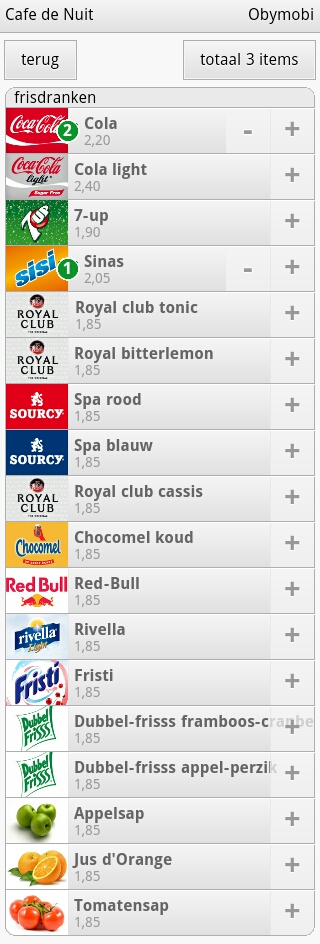 Cafe de Nuit Obymobi
terug totaal 3 items
frisdranken
Coca-Cola 2 Cola - +
2,20
Coca-Cola light Sugar Free Cola light +
2,40
7-up +
1,90
sisi 1 Sinas - +
2,05
ROYAL CLUB Royal club tonic +
1,85
ROYAL CLUB Royal bitterlemon +
1,85
SOURCY Spa rood +
1,85
SOURCY Spa blauw +
1,85
ROYAL CLUB Royal club cassis +
1,85
Chocomel Chocomel koud +
1,85
Red Bull Red-Bull +
1,85
rivella Light Rivella +
1,85
Fristi Fristi +
1,85
Dubbel Frisss Dubbel-frisss framboos-cranbe +
1,85
Dubbel Frisss Dubbel-frisss appel-perzik +
1,85
Appelsap +
1,85
Jus d'Orange +
1,85
Tomatensap +
1,85